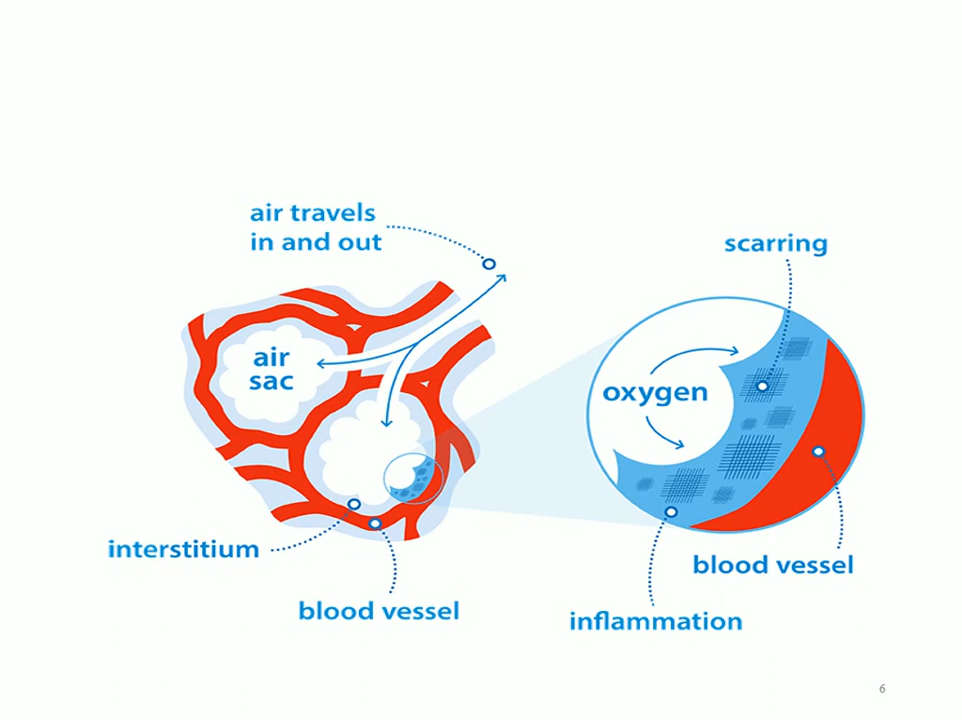 air travels
in and out
scarring
air
sac
oxygen
interstitium
blood vessel
blood vessel
inflammation
6